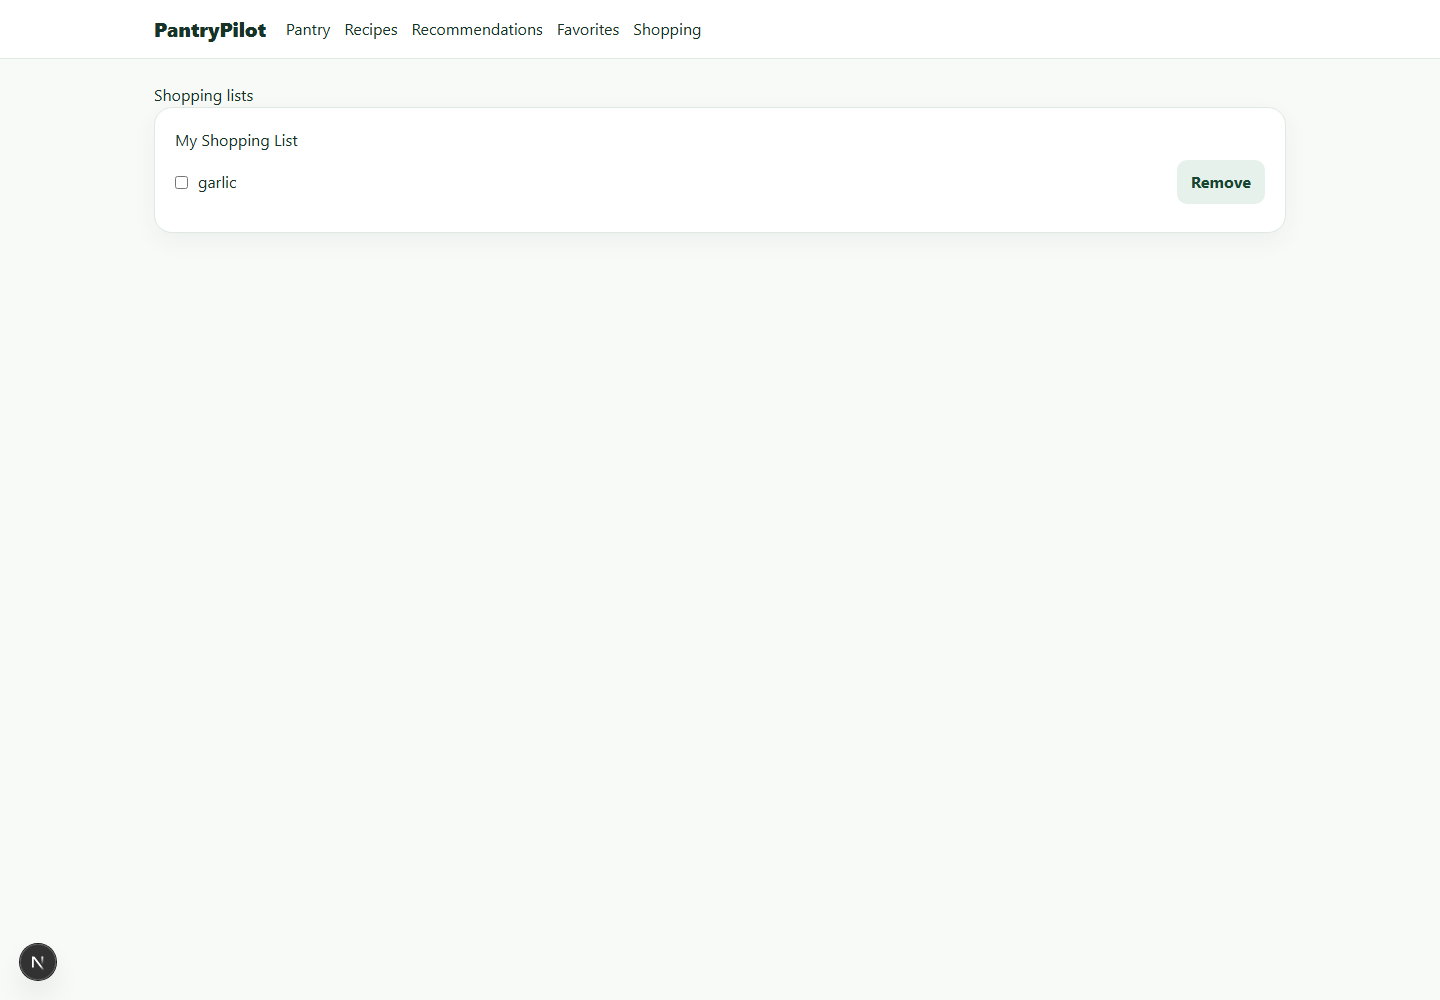 PantryPilot Pantry Recipes Recommendations Favorites Shopping
Shopping lists
My Shopping List
garlic Remove
N